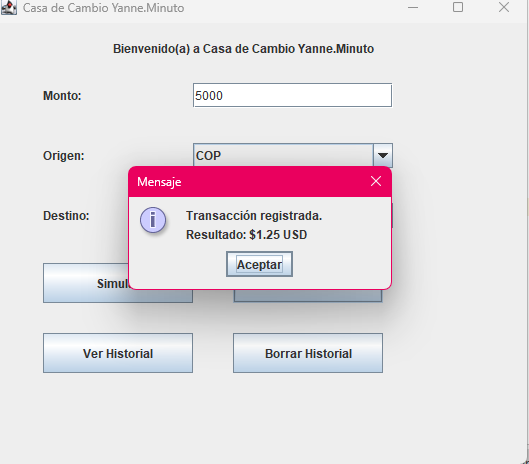 Casa de Cambio Yanne.Minuto
Bienvenido(a) a Casa de Cambio Yanne.Minuto
Monto:
5000
Origen:
COP
Mensaje
Destino:
Transacción registrada.
Resultado: $1.25 USD
Aceptar
Ver Historial
Borrar Historial